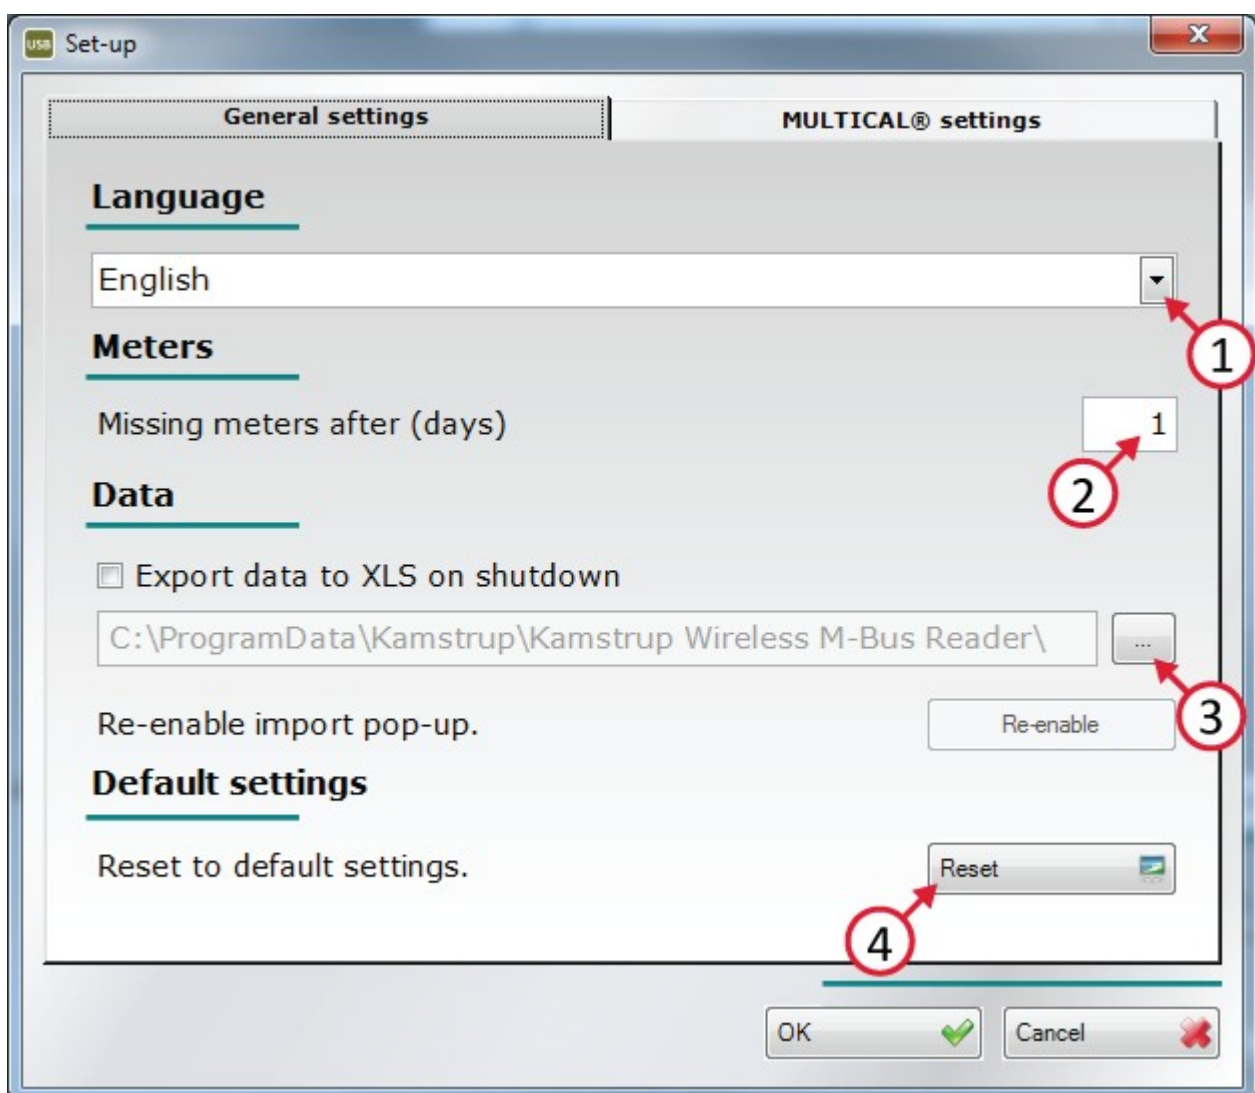 USB Set-up
General settings MULTICAL® settings
Language
English
1
Meters
Missing meters after (days) 1
2
Data
Export data to XLS on shutdown
C:\ProgramData\Kamstrup\Kamstrup Wireless M-Bus Reader\ ...
3
Re-enable import pop-up. Re-enable
Default settings
Reset to default settings. Reset
4
OK Cancel